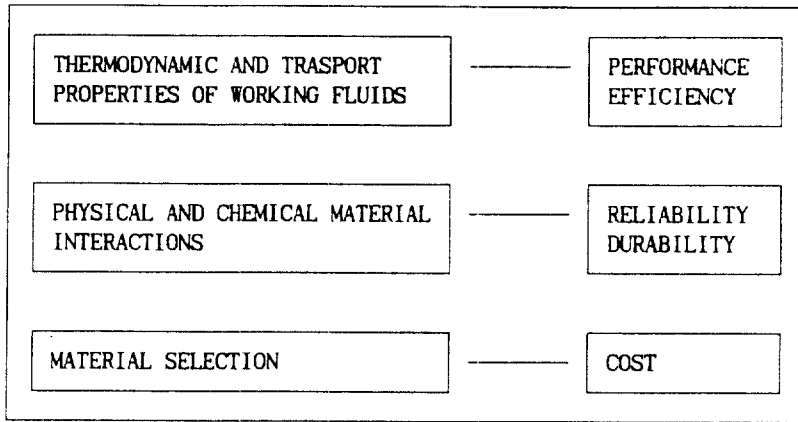 THERMODYNAMIC AND TRASPORT
PROPERTIES OF WORKING FLUIDS
PERFORMANCE
EFFICIENCY
PHYSICAL AND CHEMICAL MATERIAL
INTERACTIONS
RELIABILITY
DURABILITY
MATERIAL SELECTION
COST